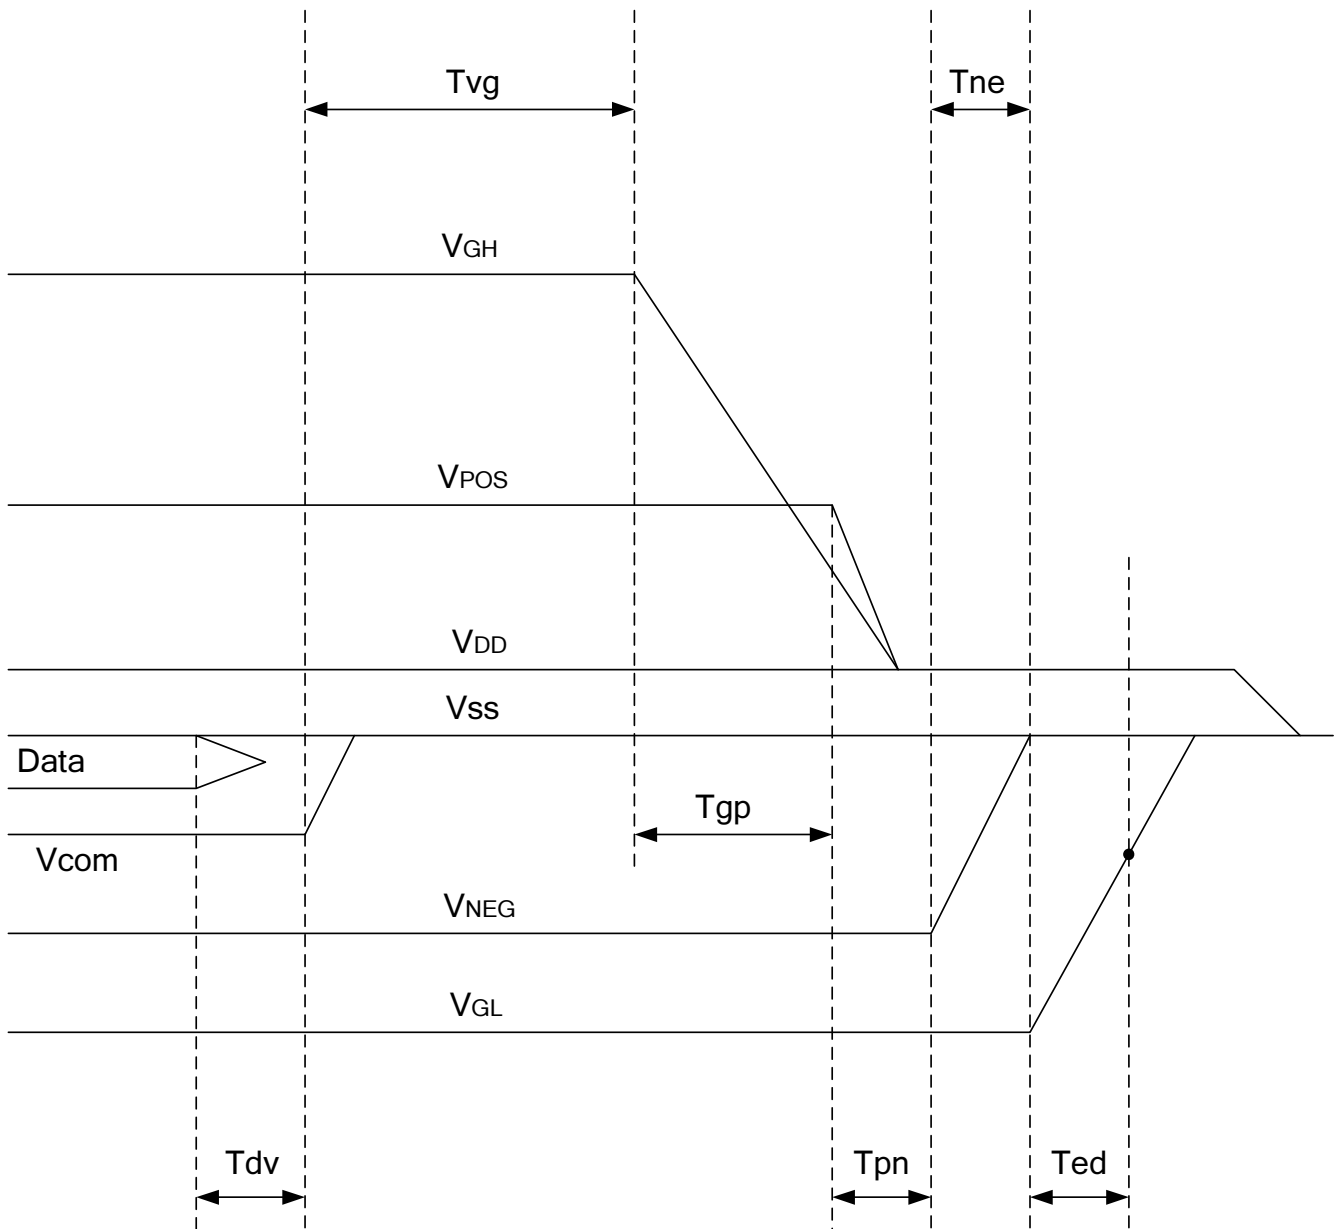 Tvg
Tne
VGH
VPOS
VDD
Vss
Data
Tgp
Vcom
VNEG
VGL
Tdv
Tpn
Ted